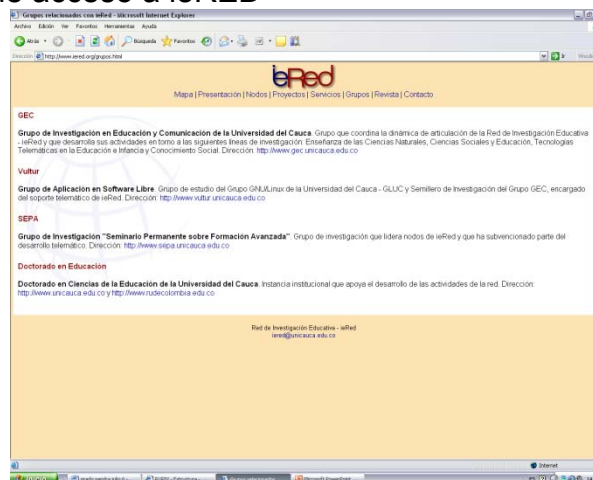 acceso a ieRED
Grupos relacionados con ieRed - Microsoft Internet Explorer
Archivo Edición Ver Favoritos Herramientas Ayuda
Atrás Búsqueda Favoritos
Dirección http://www.iered.org/grupos.html Ir
ieRed
Mapa | Presentación | Nodos | Proyectos | Servicios | Grupos | Revista | Contacto
GEC
Grupo de Investigación en Educación y Comunicación de la Universidad del Cauca. Grupo que coordina la dinámica de articulación de la Red de Investigación Educativa
- ieRed y que desarrolla sus actividades en torno a las siguientes líneas de investigación: Enseñanza de las Ciencias Naturales, Ciencias Sociales y Educación, Tecnologías
Telemáticas en la Educación e Infancia y Conocimiento Social. Dirección: http://www.gec.unicauca.edu.co
Vultur
Grupo de Aplicación en Software Libre. Grupo de estudio del Grupo GNU/Linux de la Universidad del Cauca - GLUC y Semillero de Investigación del Grupo GEC, encargado
del soporte telemático de ieRed. Dirección: http://www.vultur.unicauca.edu.co
SEPA
Grupo de Investigación "Seminario Permanente sobre Formación Avanzada". Grupo de investigación que lidera nodos de ieRed y que ha subvencionado parte del
desarrollo telemático. Dirección: http://www.sepa.unicauca.edu.co
Doctorado en Educación
Doctorado en Ciencias de la Educación de la Universidad del Cauca. Instancia institucional que apoya el desarrollo de las actividades de la red. Dirección:
http://www.unicauca.edu.co y http://www.rudecolombia.edu.co
Red de Investigación Educativa - ieRed
iered@unicauca.edu.co
Internet